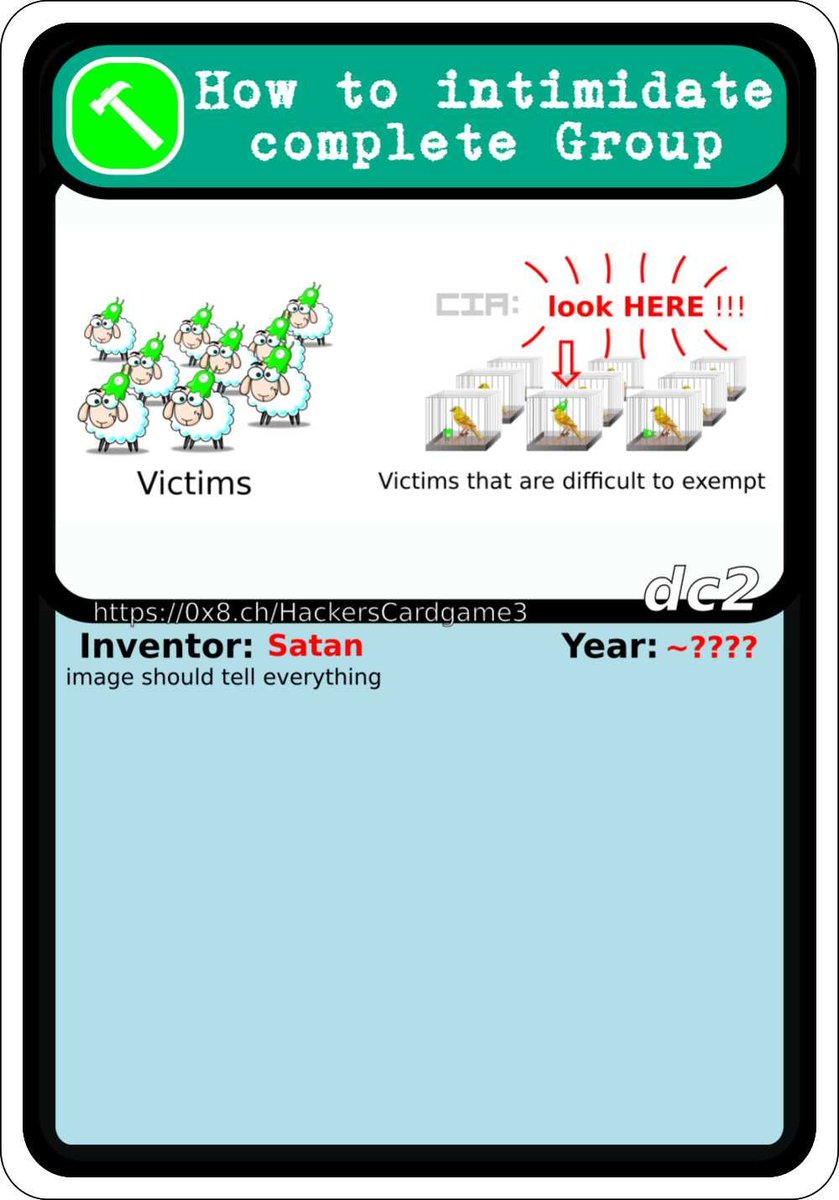 How to intimidate
complete Group
CIA: look HERE !!!
Victims
Victims that are difficult to exempt
dc2
https://0x8.ch/HackersCardgame3
Inventor: Satan Year: ~????
image should tell everything